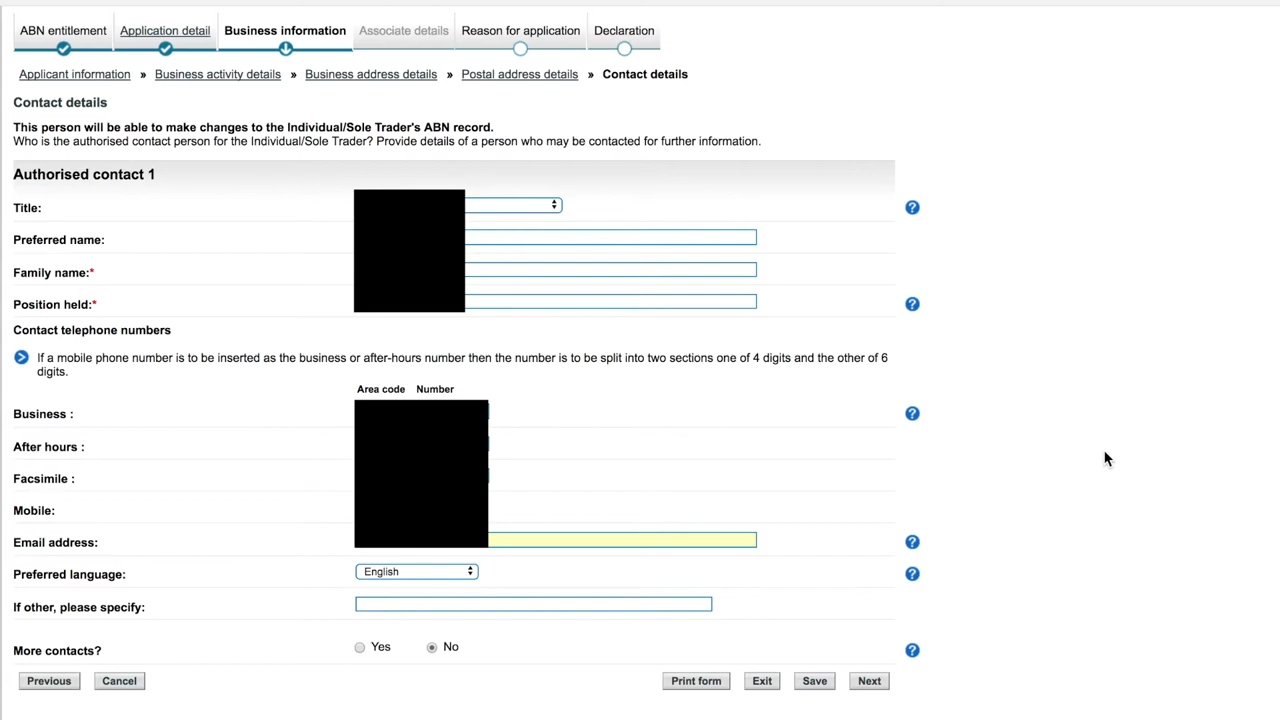 ABN entitlement Application detail Business information Associate details Reason for application Declaration
Applicant information » Business activity details » Business address details » Postal address details » Contact details
Contact details
This person will be able to make changes to the Individual/Sole Trader's ABN record.
Who is the authorised contact person for the Individual/Sole Trader? Provide details of a person who may be contacted for further information.
Authorised contact 1
Title:
Preferred name:
Family name:*
Position held:*
Contact telephone numbers
If a mobile phone number is to be inserted as the business or after-hours number then the number is to be split into two sections one of 4 digits and the other of 6
digits.
Area code Number
Business :
After hours :
Facsimile :
Mobile:
Email address:
Preferred language: English
If other, please specify:
More contacts? Yes No
Previous Cancel Print form Exit Save Next